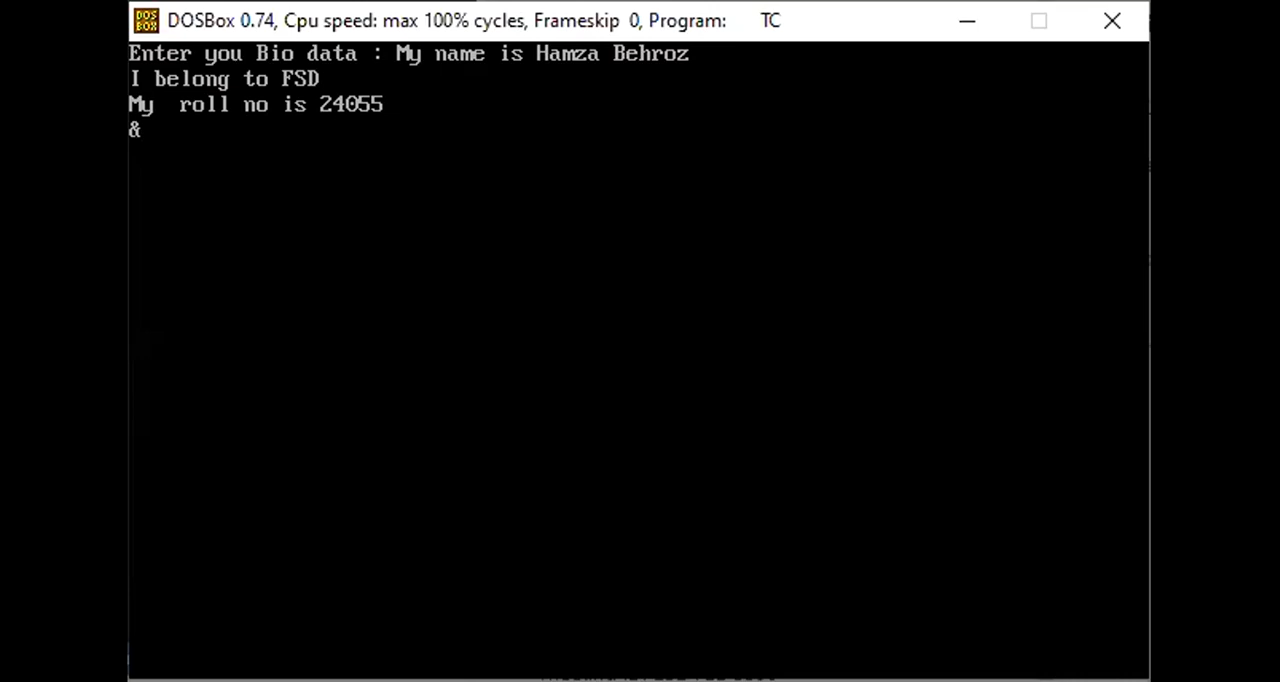 DOSBox 0.74, Cpu speed: max 100% cycles, Frameskip 0, Program: TC
Enter you Bio data : My name is Hamza Behroz
I belong to FSD
My  roll no is 24055
&